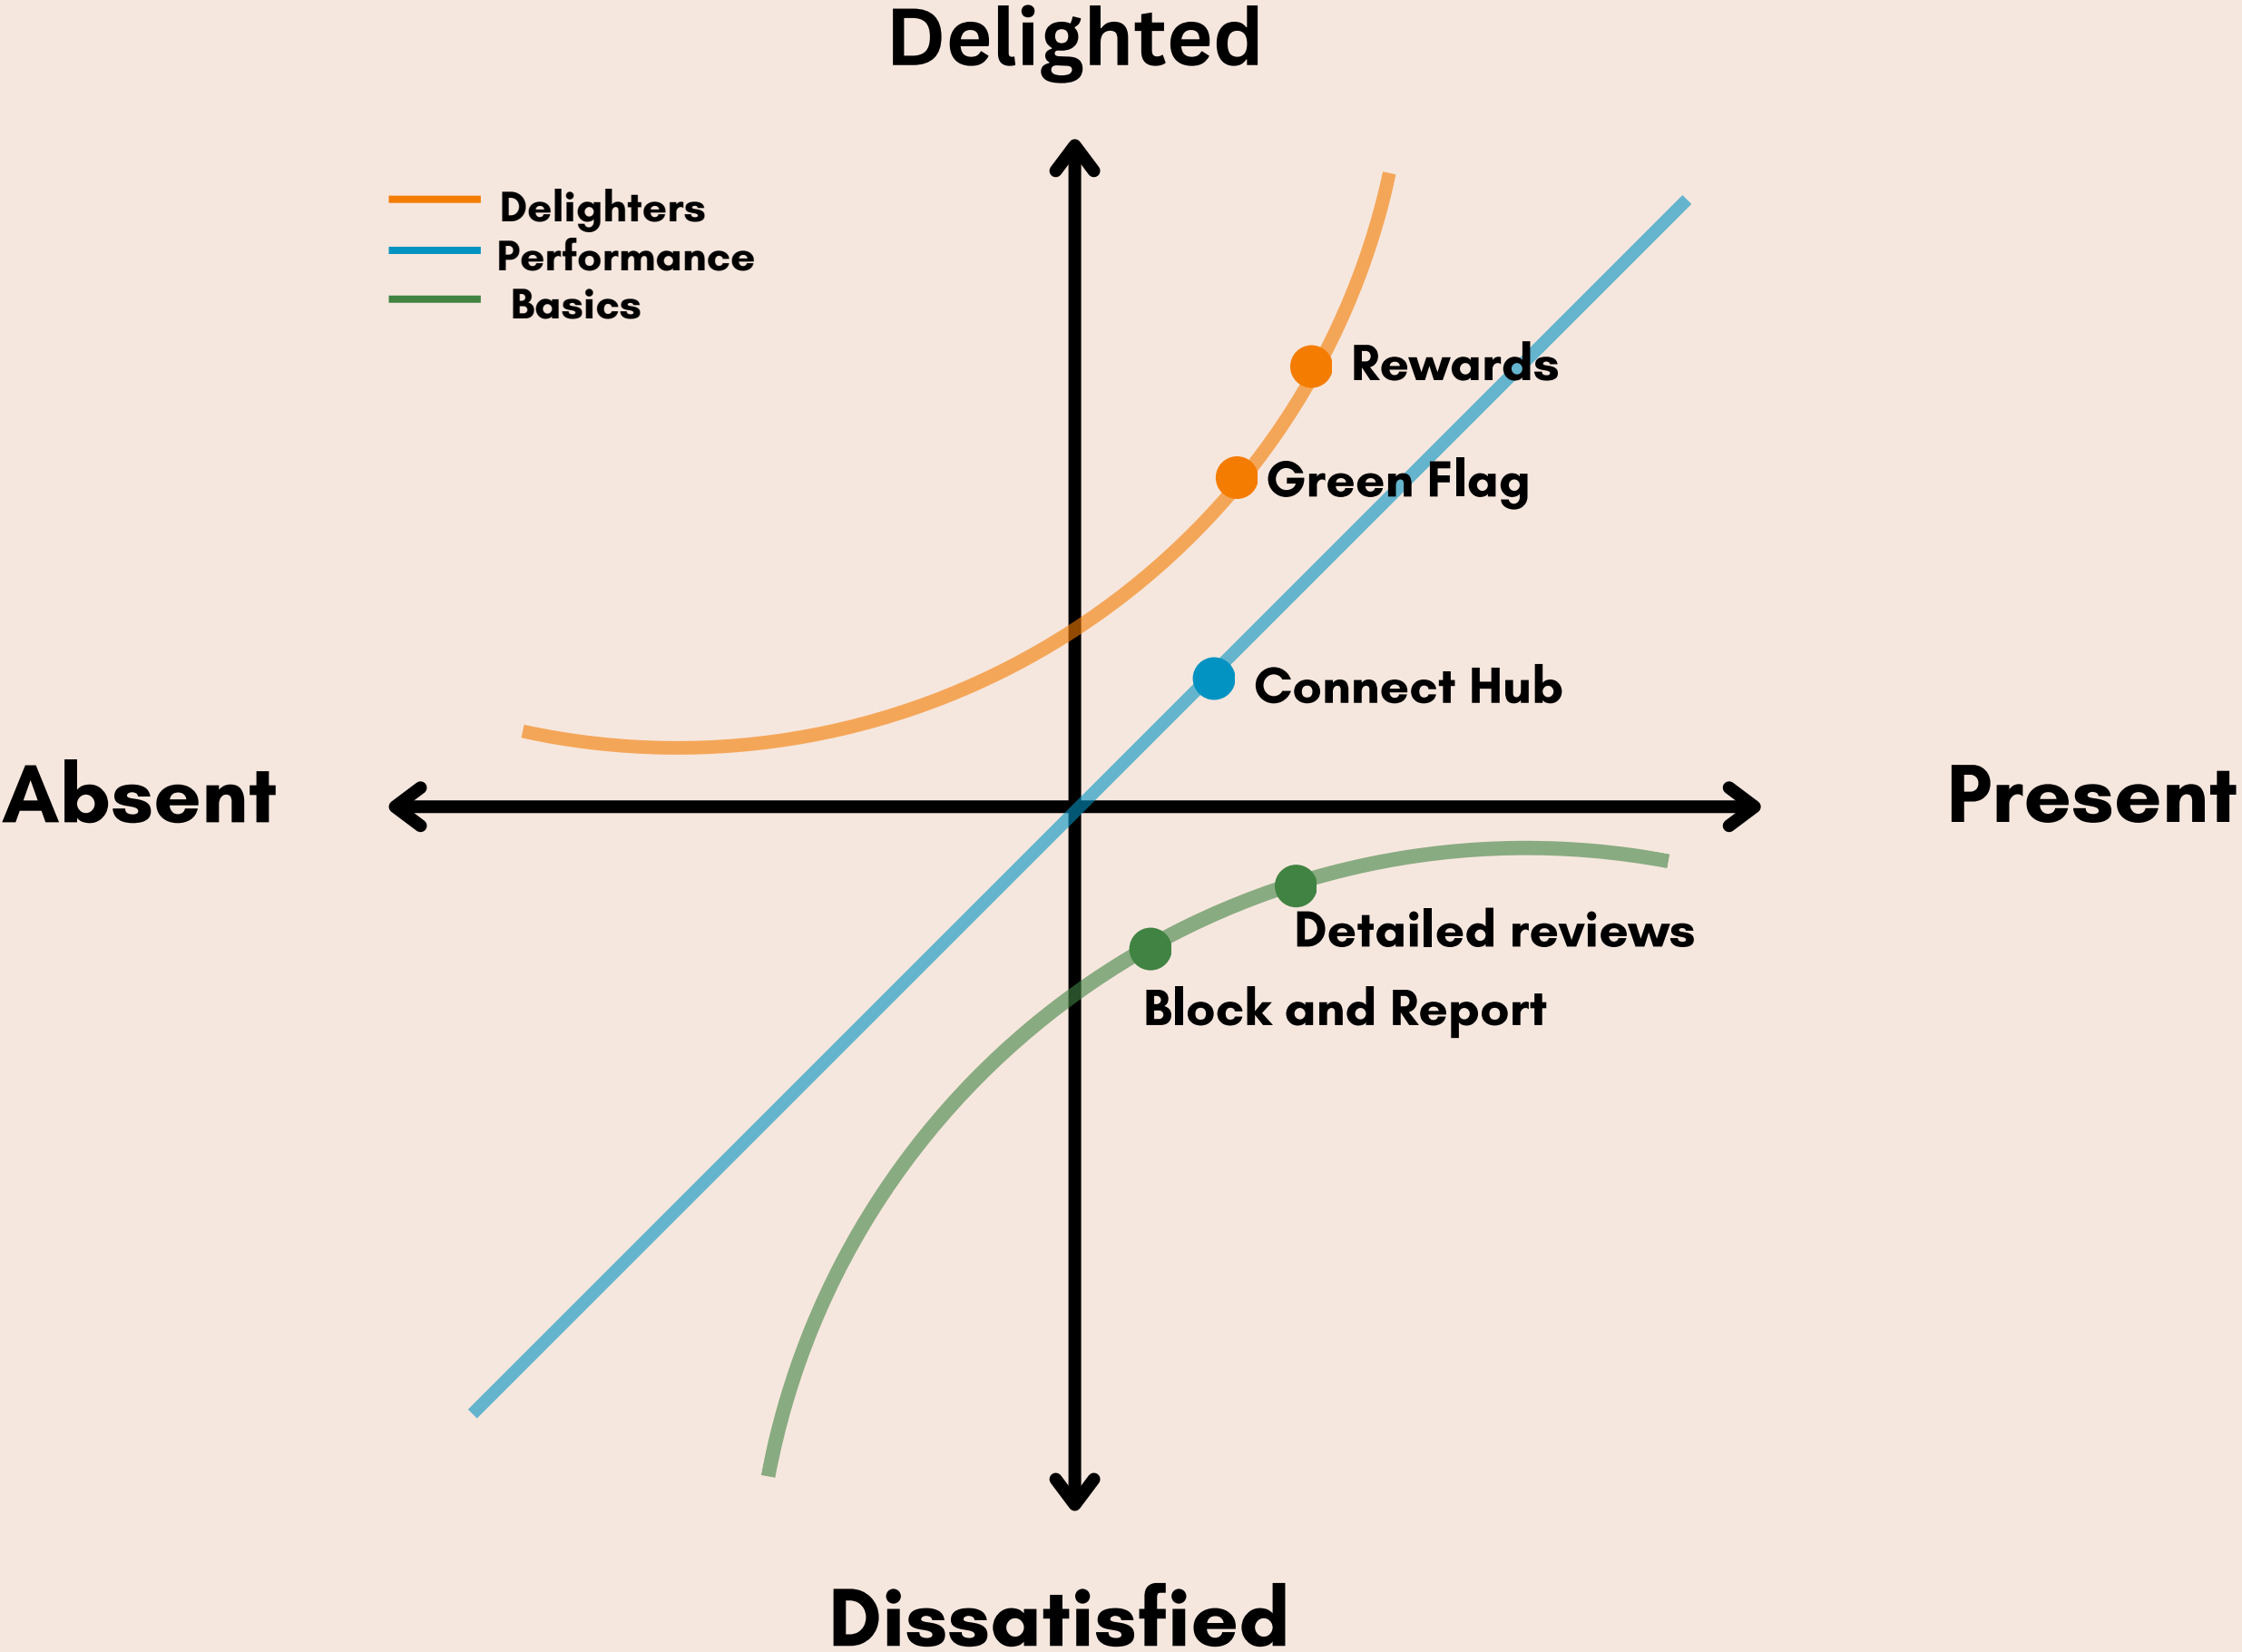 Delighted
Delighters
Performance
Basics
Rewards
Green Flag
Connect Hub
Absent
Present
Detailed reviews
Block and Report
Dissatisfied